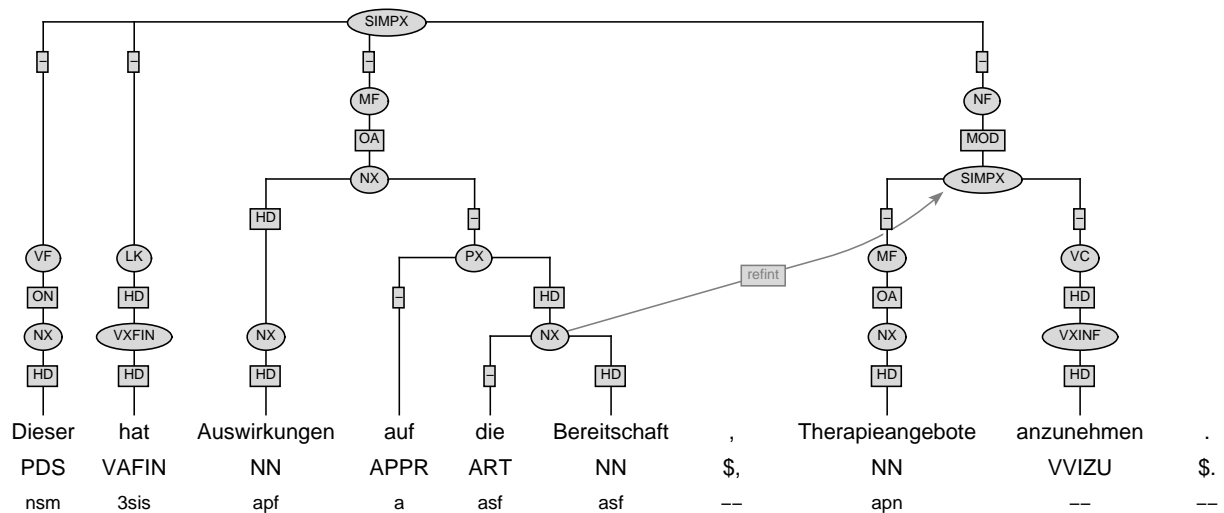 SIMPX
– – – –
MF NF
OA MOD
NX SIMPX
HD – – –
VF LK PX MF VC
refint
ON HD – HD OA HD
NX VXFIN NX NX NX VXINF
HD HD HD – HD HD HD
Dieser hat Auswirkungen auf die Bereitschaft , Therapieangebote anzunehmen .
PDS VAFIN NN APPR ART NN $, NN VVIZU $.
nsm 3sis apf a asf asf –– apn –– ––